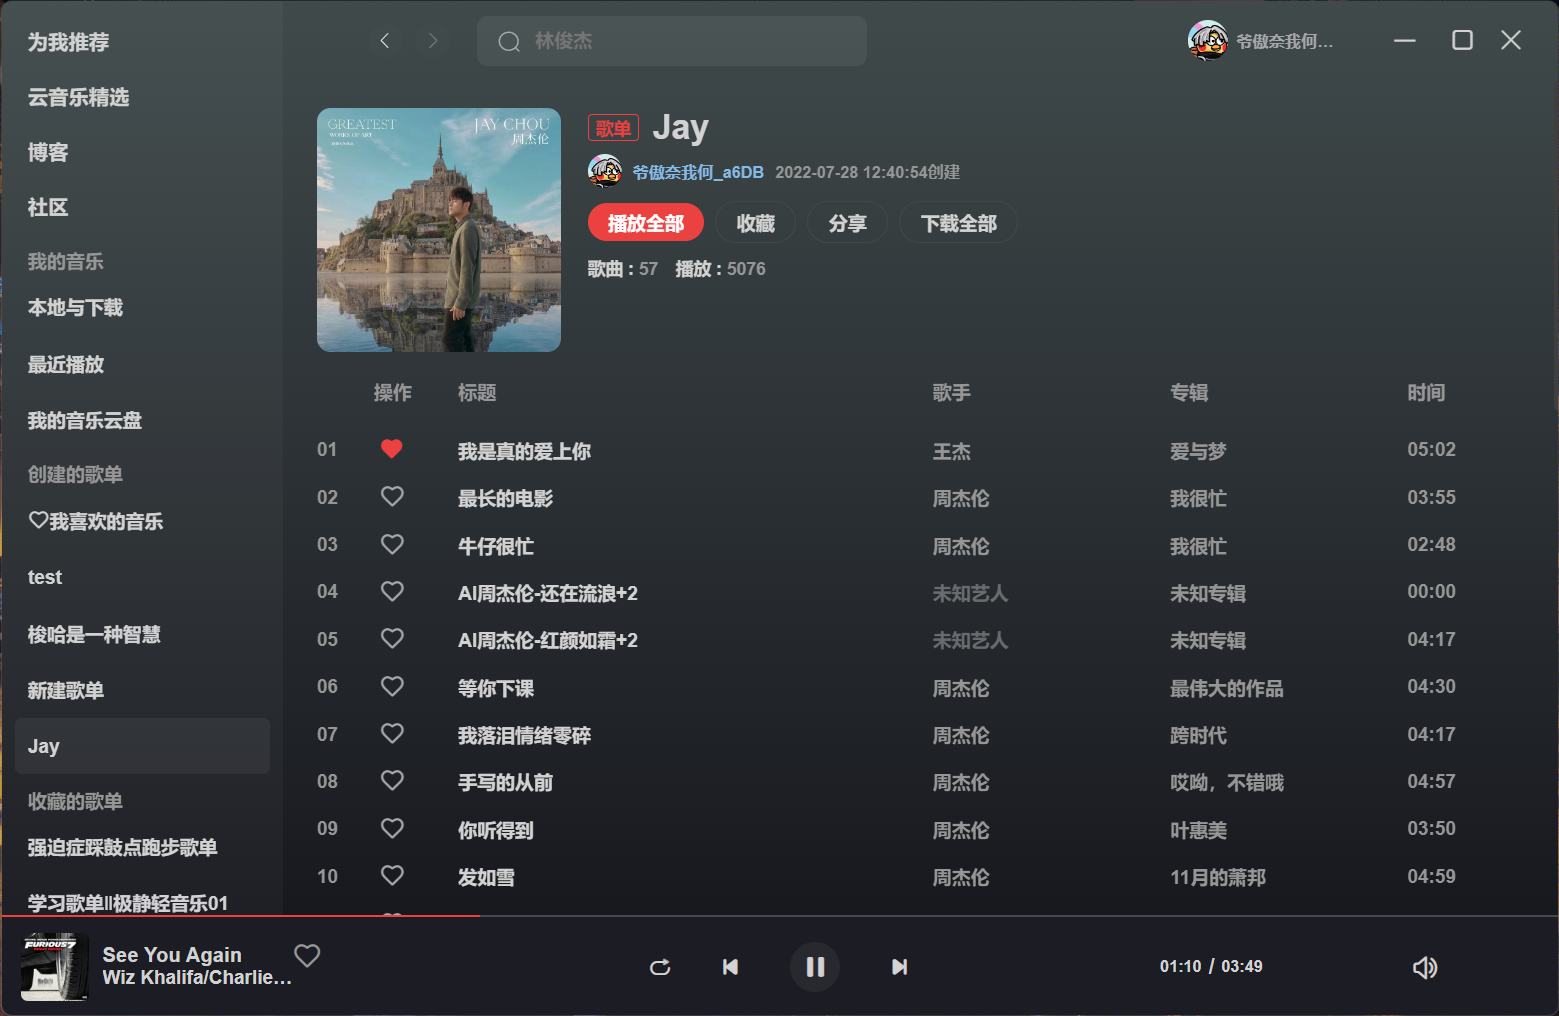 为我推荐
云音乐精选
博客
社区
我的音乐
本地与下载
最近播放
我的音乐云盘
创建的歌单
我喜欢的音乐
test
梭哈是一种智慧
新建歌单
Jay
收藏的歌单
强迫症踩鼓点跑步歌单
学习歌单‖极静轻音乐01
林俊杰
爷傲奈我何...
GREATEST
WORKS OF ART
JAY CHOU
周杰伦
歌单 Jay
爷傲奈我何_a6DB 2022-07-28 12:40:54创建
播放全部 收藏 分享 下载全部
歌曲 : 57 播放 : 5076
操作 标题 歌手 专辑 时间
01 我是真的爱上你 王杰 爱与梦 05:02
02 最长的电影 周杰伦 我很忙 03:55
03 牛仔很忙 周杰伦 我很忙 02:48
04 AI周杰伦-还在流浪+2 未知艺人 未知专辑 00:00
05 AI周杰伦-红颜如霜+2 未知艺人 未知专辑 04:17
06 等你下课 周杰伦 最伟大的作品 04:30
07 我落泪情绪零碎 周杰伦 跨时代 04:17
08 手写的从前 周杰伦 哎呦，不错哦 04:57
09 你听得到 周杰伦 叶惠美 03:50
10 发如雪 周杰伦 11月的萧邦 04:59
FURIOUS 7
See You Again
Wiz Khalifa/Charlie...
01:10 / 03:49